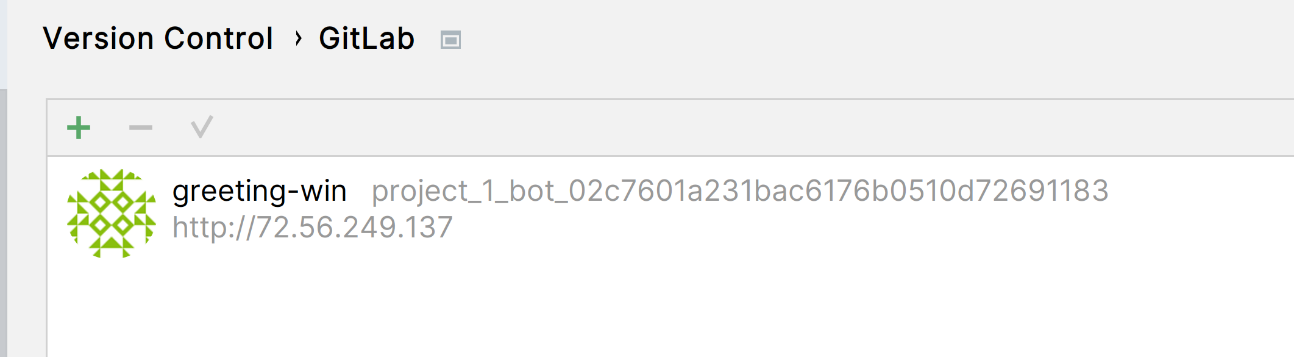 Version Control › GitLab
greeting-win project_1_bot_02c7601a231bac6176b0510d72691183
http://72.56.249.137